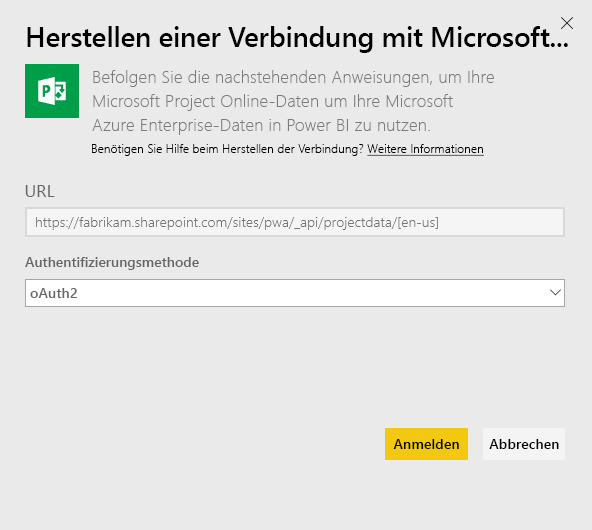 Herstellen einer Verbindung mit Microsoft...
Befolgen Sie die nachstehenden Anweisungen, um Ihre
Microsoft Project Online-Daten um Ihre Microsoft
Azure Enterprise-Daten in Power BI zu nutzen.
Benötigen Sie Hilfe beim Herstellen der Verbindung? Weitere Informationen
URL
https://fabrikam.sharepoint.com/sites/pwa/_api/projectdata/[en-us]
Authentifizierungsmethode
oAuth2
Anmelden Abbrechen